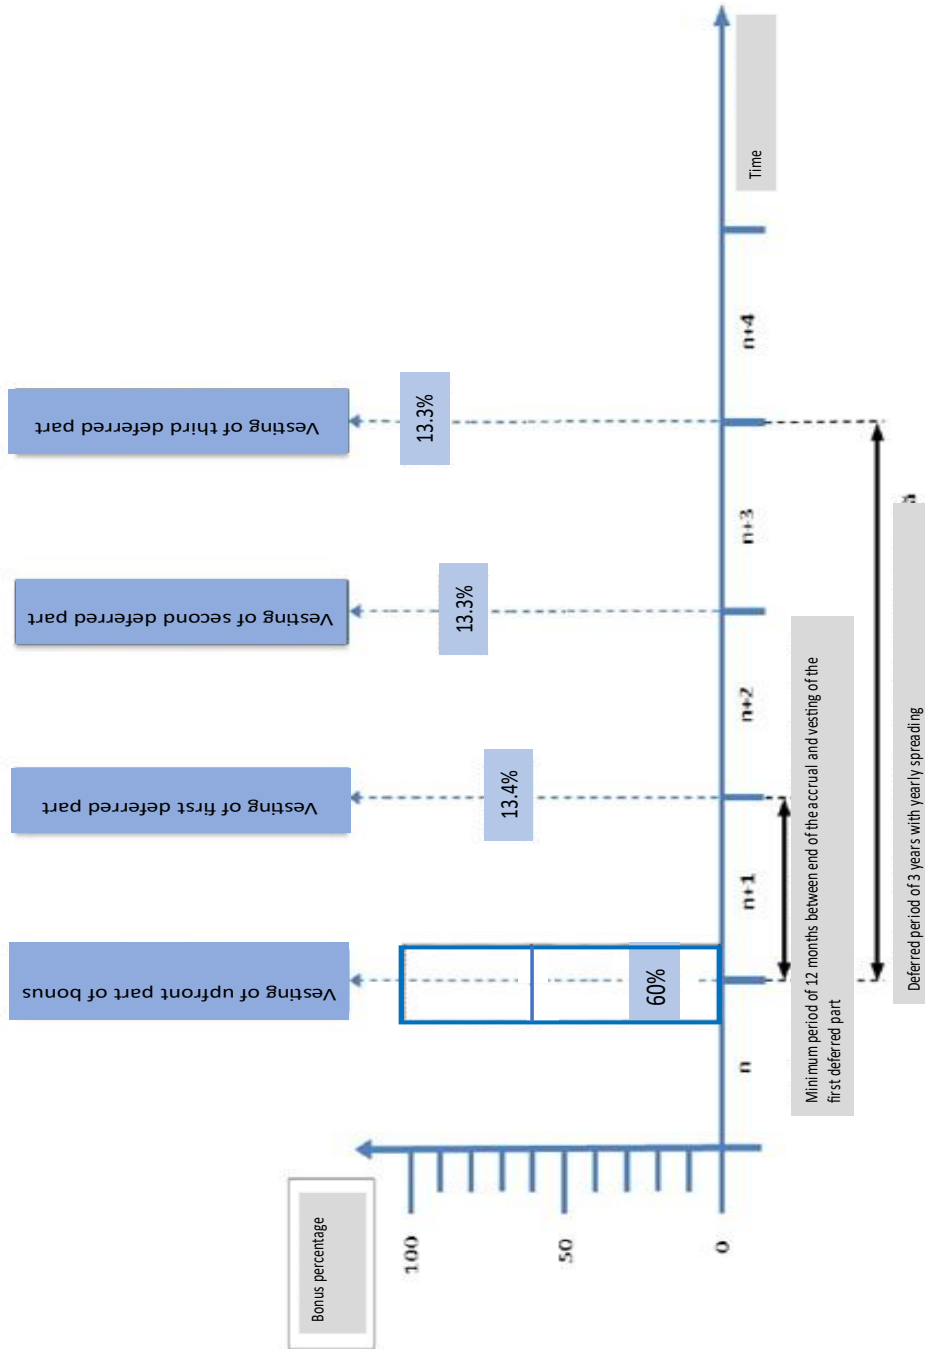 Bonus percentage
Vesting of upfront part of bonus
Vesting of first deferred part
Vesting of second deferred part
Vesting of third deferred part
100
50
0
60%
13.4%
13.3%
13.3%
n
n+1
n+2
n+3
n+4
Time
Minimum period of 12 months between end of the accrual and vesting of the
first deferred part
Deferred period of 3 years with yearly spreading